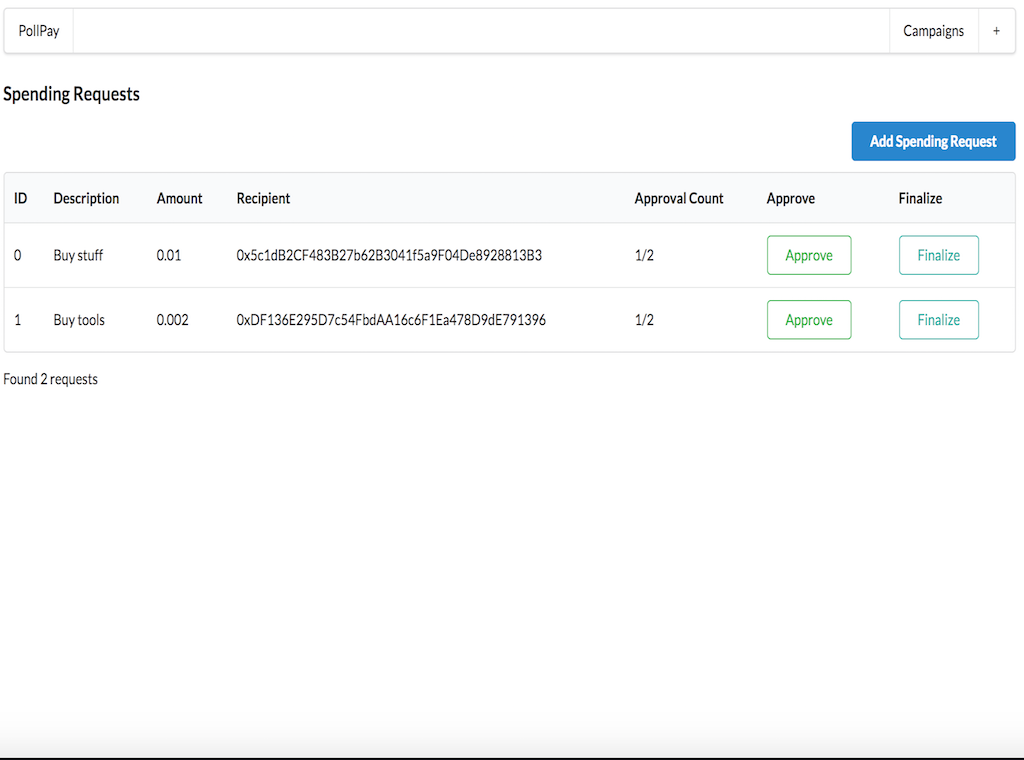 PollPay Campaigns +
Spending Requests
Add Spending Request
ID Description Amount Recipient Approval Count Approve Finalize
0 Buy stuff 0.01 0x5c1dB2CF483B27b62B3041f5a9F04De8928813B3 1/2 Approve Finalize
1 Buy tools 0.002 0xDF136E295D7c54FbdAA16c6F1Ea478D9dE791396 1/2 Approve Finalize
Found 2 requests